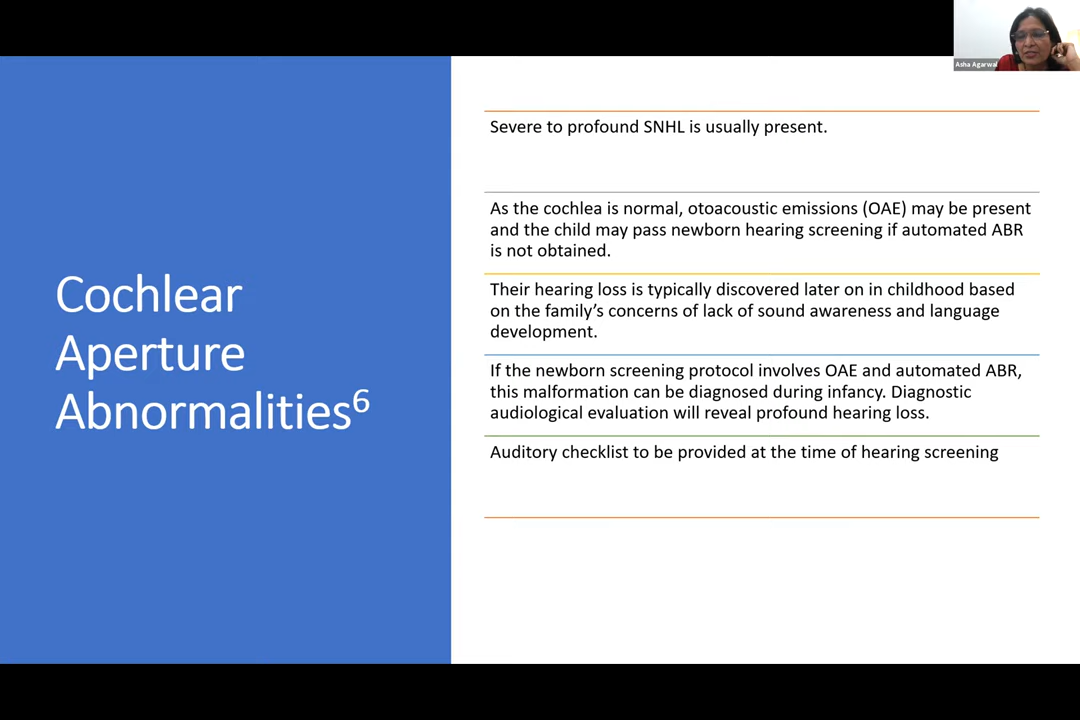 Asha Agarwal
Cochlear
Aperture
Abnormalities6
Severe to profound SNHL is usually present.
As the cochlea is normal, otoacoustic emissions (OAE) may be present
and the child may pass newborn hearing screening if automated ABR
is not obtained.
Their hearing loss is typically discovered later on in childhood based
on the family’s concerns of lack of sound awareness and language
development.
If the newborn screening protocol involves OAE and automated ABR,
this malformation can be diagnosed during infancy. Diagnostic
audiological evaluation will reveal profound hearing loss.
Auditory checklist to be provided at the time of hearing screening